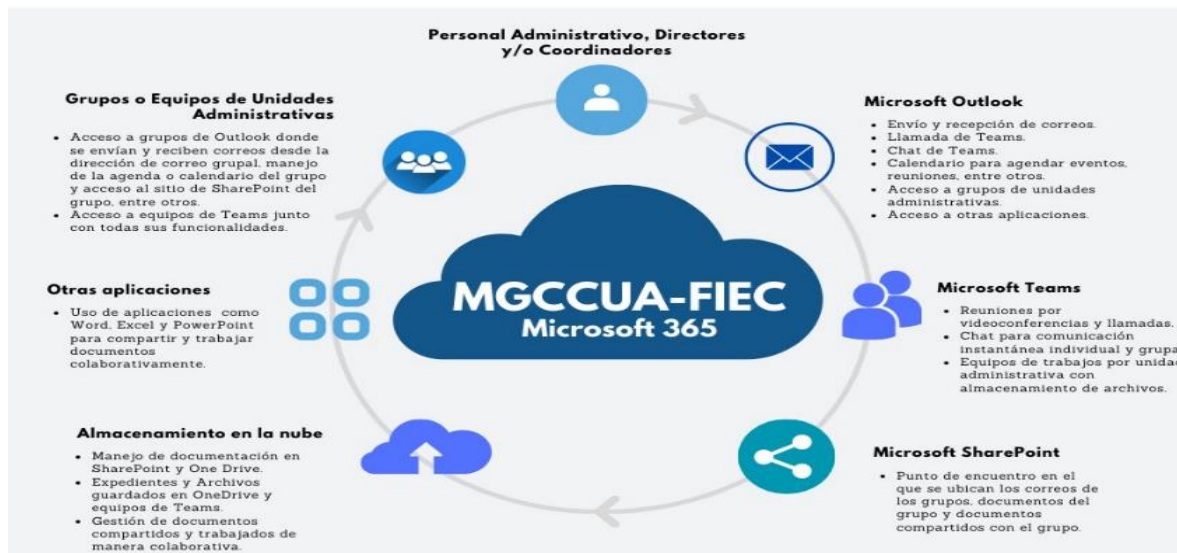 Personal Administrativo, Directores
y/o Coordinadores
Microsoft Outlook
• Envío y recepción de correos.
• Llamada de Teams.
• Chat de Teams.
• Calendario para agendar eventos,
reuniones, entre otros.
• Acceso a grupos de unidades
administrativas.
• Acceso a otras aplicaciones.
Microsoft Teams
• Reuniones por
videoconferencias y llamadas.
• Chat para comunicación
instantánea individual y grupa
• Equipos de trabajos por unida
administrativa con
almacenamiento de archivos.
Microsoft SharePoint
• Punto de encuentro en el
que se ubican los correos de
los grupos, documentos del
grupo y documentos
compartidos con el grupo.
Almacenamiento en la nube
• Manejo de documentación en
SharePoint y One Drive.
• Expedientes y Archivos
guardados en OneDrive y
equipos de Teams.
• Gestión de documentos
compartidos y trabajados de
manera colaborativa.
Otras aplicaciones
• Uso de aplicaciones como
Word, Excel y PowerPoint
para compartir y trabajar
documentos
colaborativamente.
Grupos o Equipos de Unidades
Administrativas
• Acceso a grupos de Outlook donde
se envían y reciben correos desde la
dirección de correo grupal, manejo
de la agenda o calendario del grupo
y acceso al sitio de SharePoint del
grupo, entre otros.
• Acceso a equipos de Teams junto
con todas sus funcionalidades.
MGCCUA-FIEC
Microsoft 365